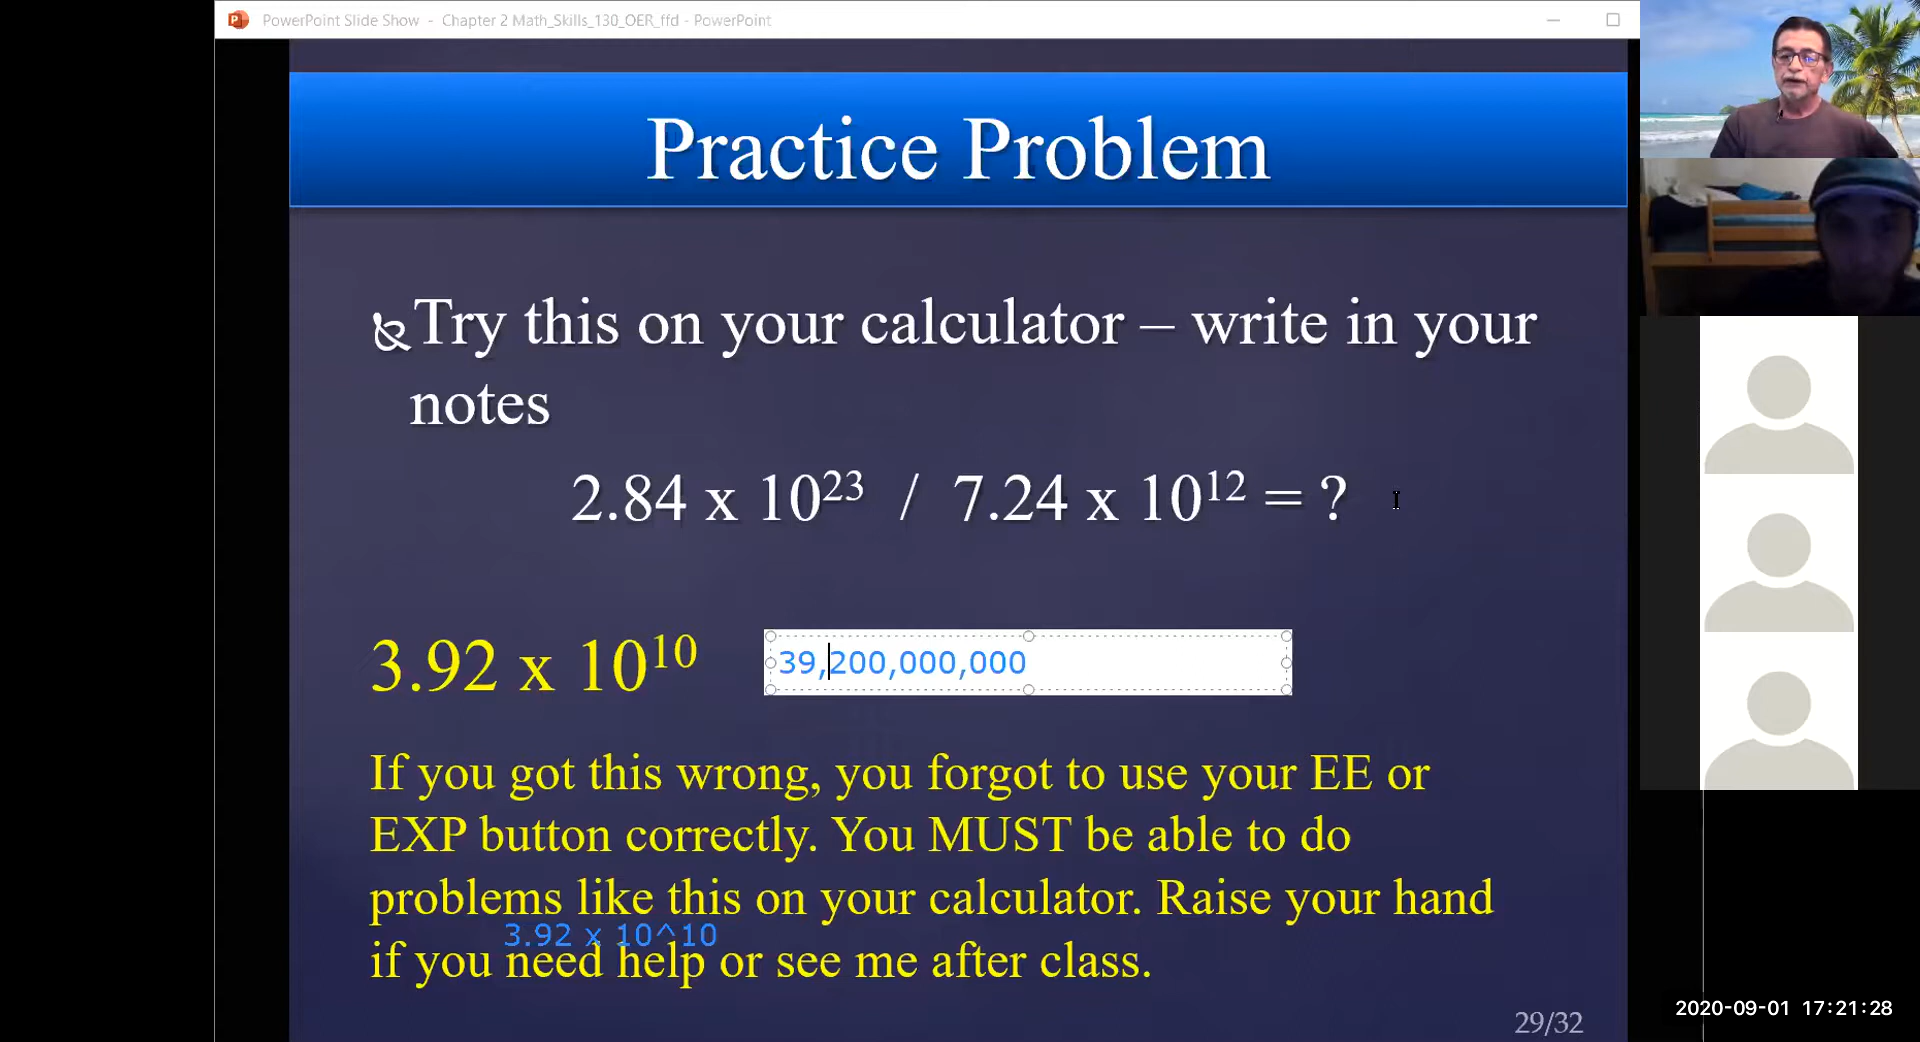 PowerPoint Slide Show - Chapter 2 Math_Skills_130_OER_ffd - PowerPoint
Practice Problem
Try this on your calculator – write in your
notes
2.84 x 10²³ / 7.24 x 10¹² = ?
3.92 x 10¹⁰
39,200,000,000
If you got this wrong, you forgot to use your EE or
EXP button correctly. You MUST be able to do
problems like this on your calculator. Raise your hand
3.92 x 10^10
if you need help or see me after class.
29/32
2020-09-01 17:21:28